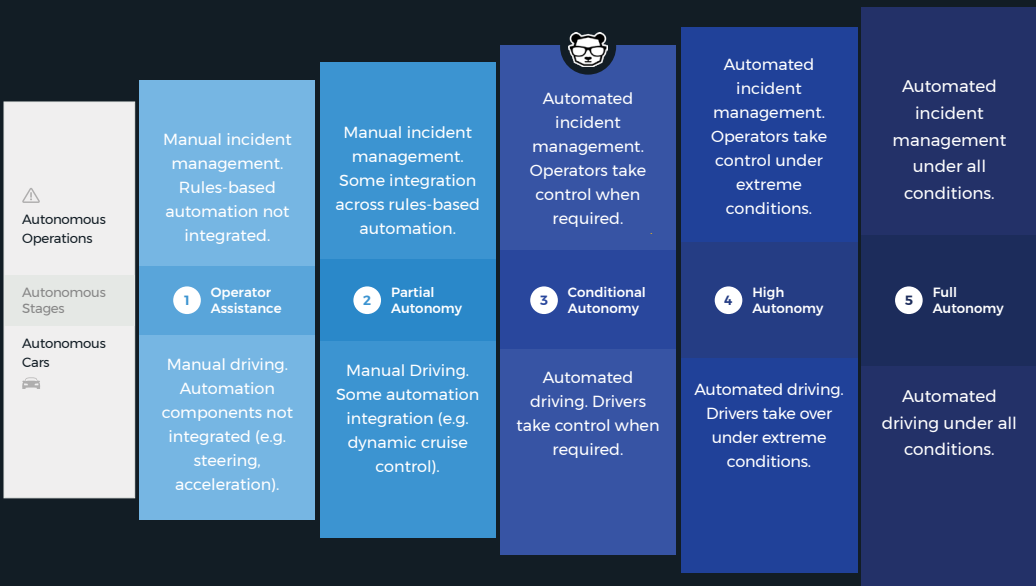 Autonomous
Operations
Autonomous
Stages
Autonomous
Cars
Manual incident
management.
Rules-based
automation not
integrated.
1
Operator
Assistance
Manual driving.
Automation
components not
integrated (e.g.
steering,
acceleration).
Manual incident
management.
Some integration
across rules-based
automation.
2
Partial
Autonomy
Manual Driving.
Some automation
integration (e.g.
dynamic cruise
control).
Automated
incident
management.
Operators take
control when
required.
3
Conditional
Autonomy
Automated
driving. Drivers
take control when
required.
Automated
incident
management.
Operators take
control under
extreme
conditions.
4
High
Autonomy
Automated driving.
Drivers take over
under extreme
conditions.
Automated
incident
management
under all
conditions.
5
Full
Autonomy
Automated
driving under all
conditions.